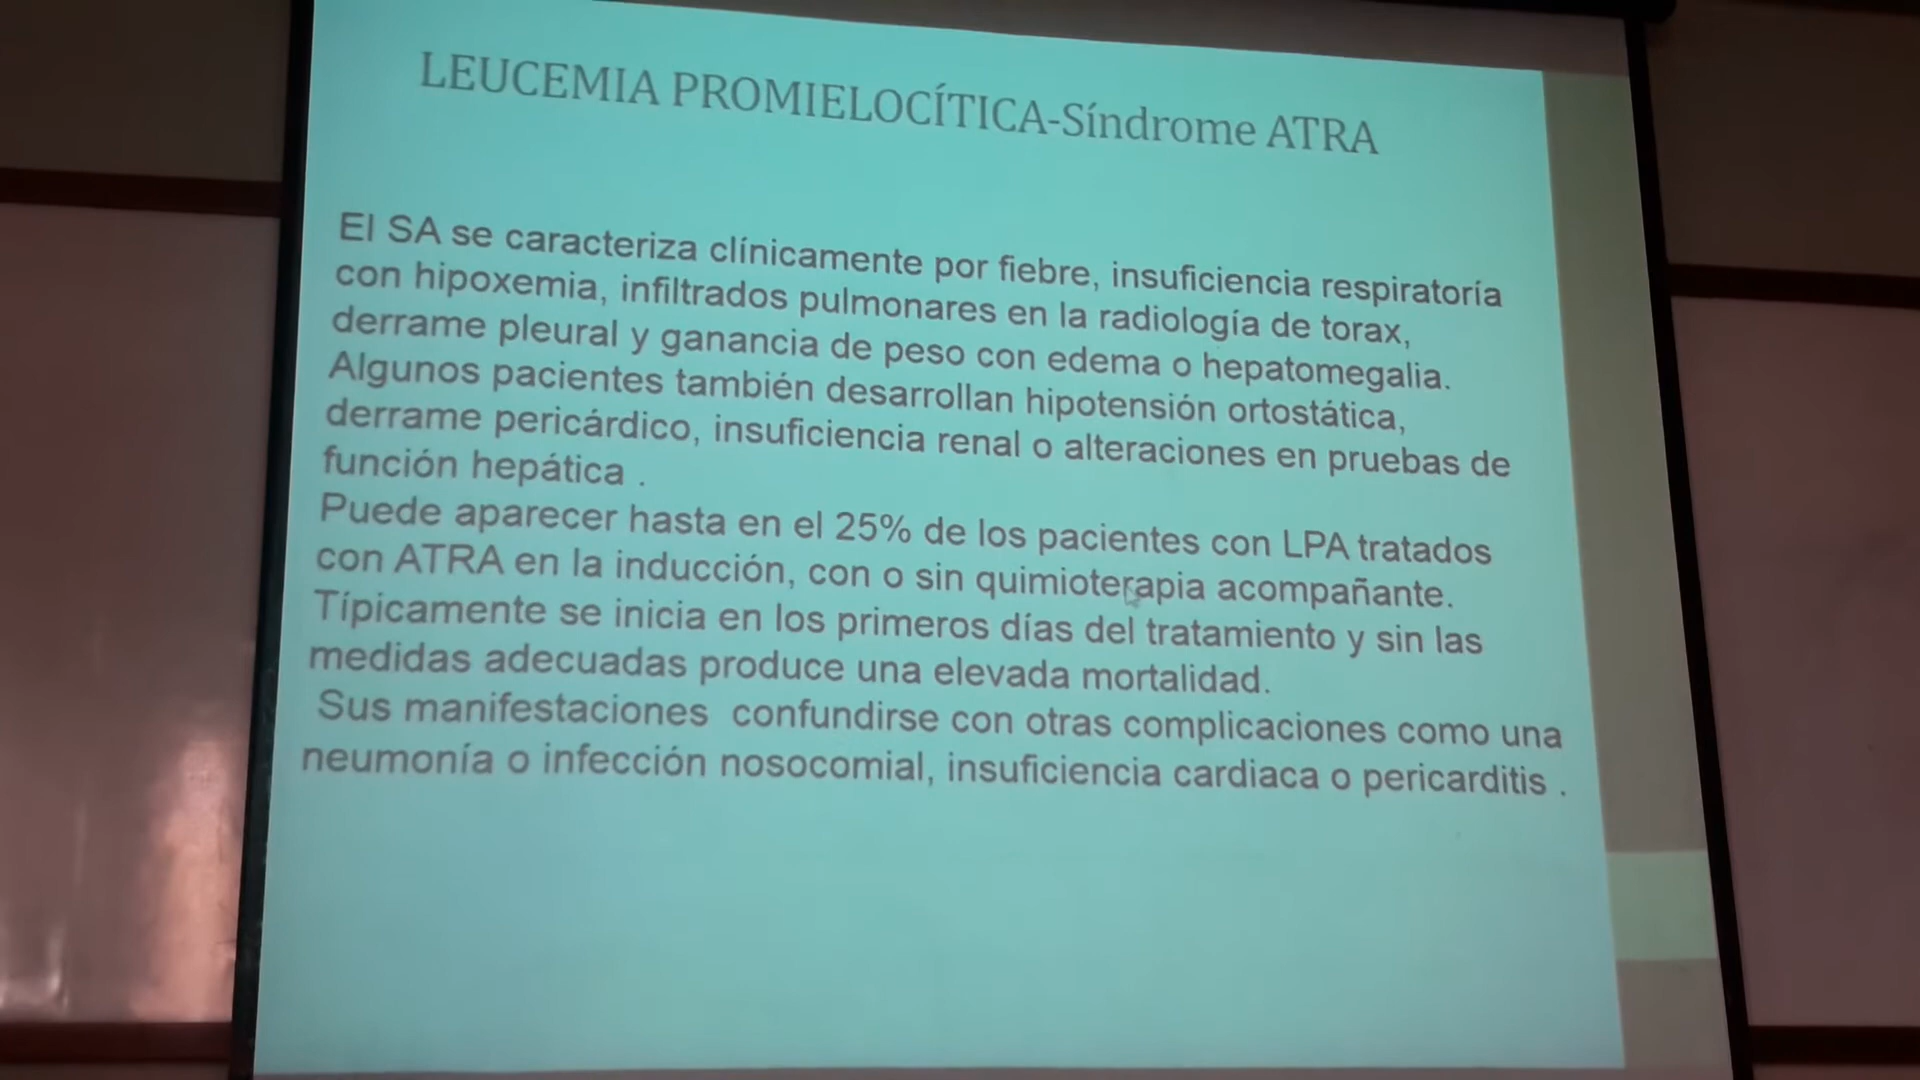 LEUCEMIA PROMIELOCÍTICA-Síndrome ATRA
El SA se caracteriza clínicamente por fiebre, insuficiencia respiratoría
con hipoxemia, infiltrados pulmonares en la radiología de torax,
derrame pleural y ganancia de peso con edema o hepatomegalia.
Algunos pacientes también desarrollan hipotensión ortostática,
derrame pericárdico, insuficiencia renal o alteraciones en pruebas de
función hepática .
Puede aparecer hasta en el 25% de los pacientes con LPA tratados
con ATRA en la inducción, con o sin quimioterapia acompañante.
Típicamente se inicia en los primeros días del tratamiento y sin las
medidas adecuadas produce una elevada mortalidad.
Sus manifestaciones confundirse con otras complicaciones como una
neumonía o infección nosocomial, insuficiencia cardiaca o pericarditis .